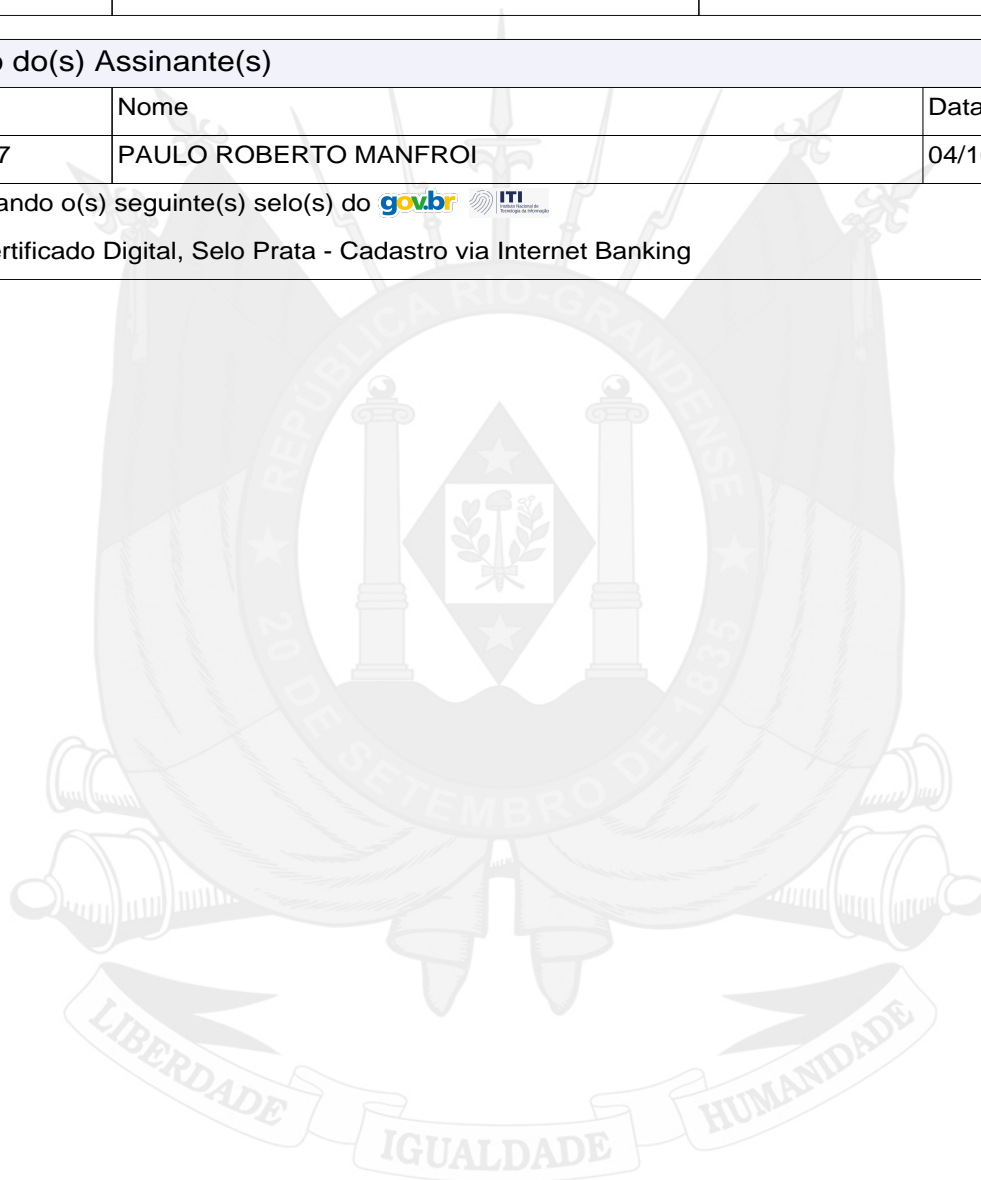 o do(s) Assinante(s)
Nome Data
7 PAULO ROBERTO MANFROI 04/1
ando o(s) seguinte(s) selo(s) do gov.br ITI
ertificado Digital, Selo Prata - Cadastro via Internet Banking
REPÚBLICA RIO-GRANDENSE
20 DE SETEMBRO DE 1835
LIBERDADE
IGUALDADE
HUMANIDADE